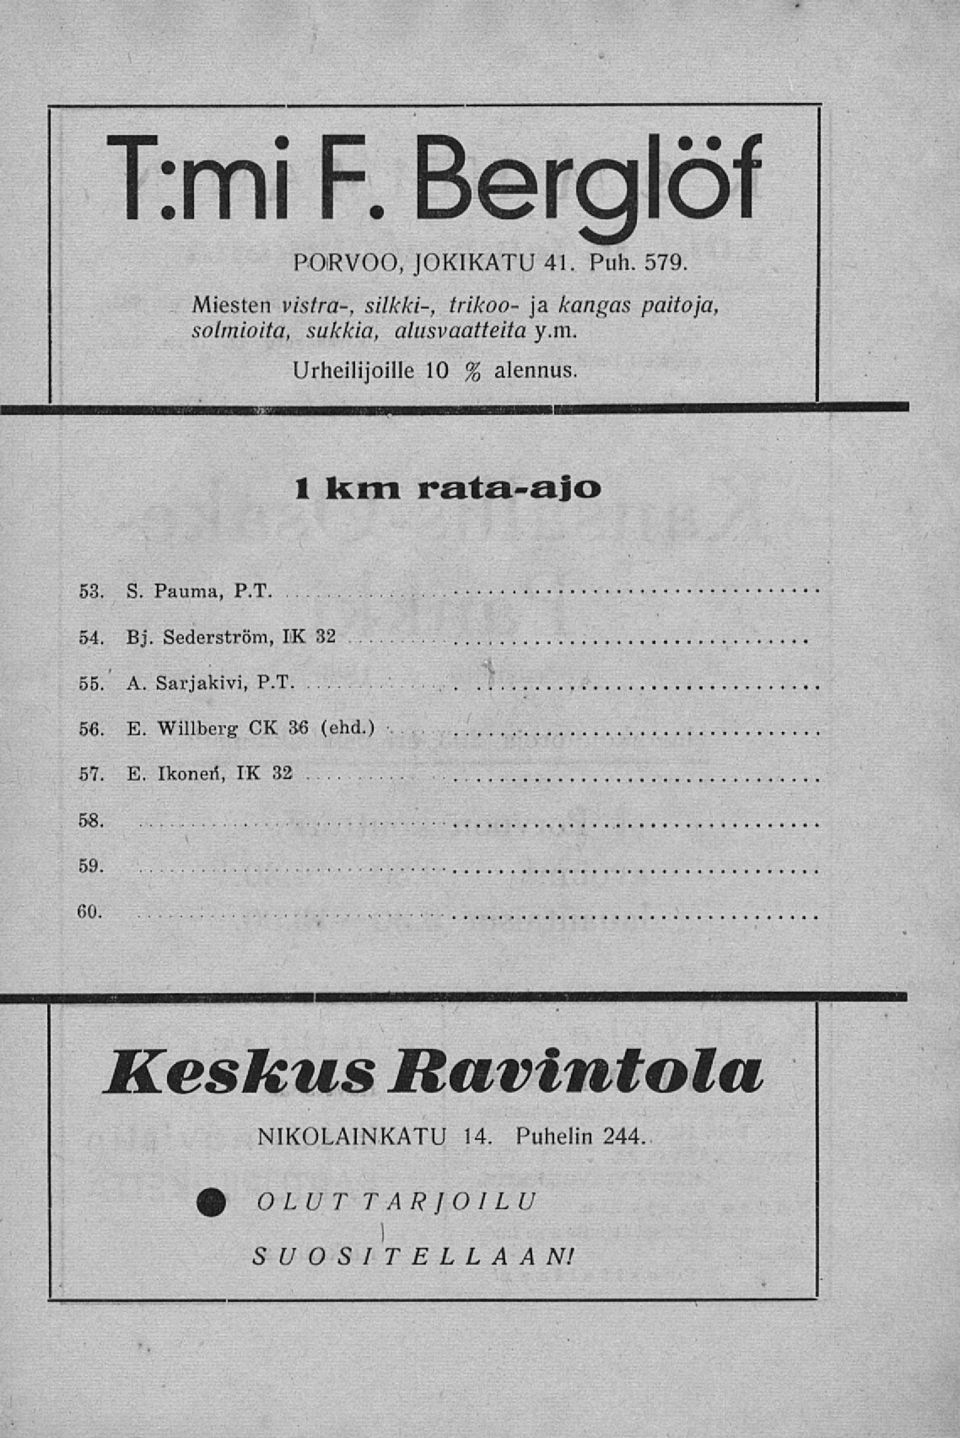 T:mi F. Berglöf
PORVOO, JOKIKATU 41. Puh. 579.
Miesten vistra-, silkki-, trikoo- ja kangas paitoja,
solmioita, sukkia, alusvaatteita y.m.
Urheilijoille 10 % alennus.
1 km rata-ajo
53. S. Pauma, P.T.
54. Bj. Sederström, IK 32
55. A. Sarjakivi, P.T.
56. E. Willberg CK 36 (ehd.)
57. E. Ikonen, IK 32
58.
59.
60.
Keskus Ravintola
NIKOLAINKATU 14. Puhelin 244.
OLUT TARJOILU
SUOSITELLAAN!